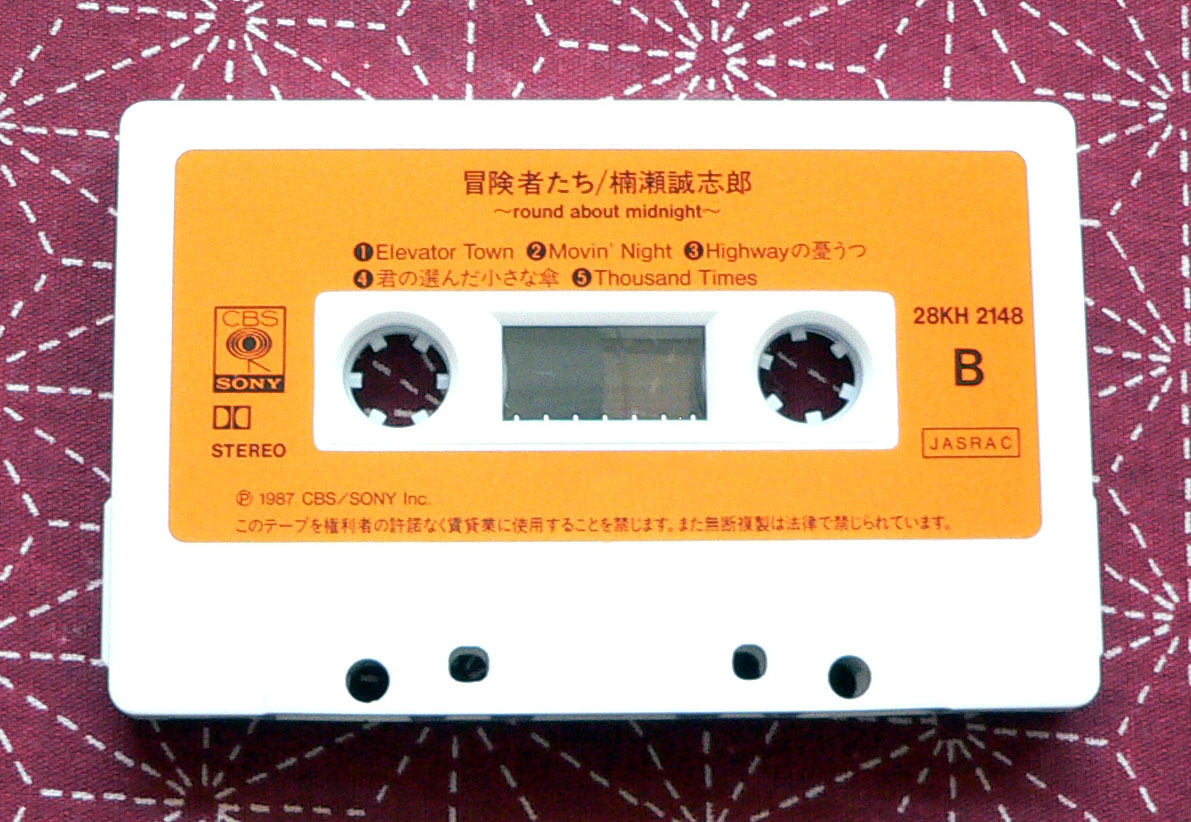 冒険者たち/楠瀬誠志郎
〜round about midnight〜
❶Elevator Town ❷Movin' Night ❸Highwayの憂うつ
❹君の選んだ小さな傘 ❺Thousand Times
CBS
SONY
STEREO
28KH 2148
B
JASRAC
Ⓟ 1987 CBS/SONY Inc.
このテープを権利者の許諾なく賃貸業に使用することを禁じます。また無断複製は法律で禁じられています。